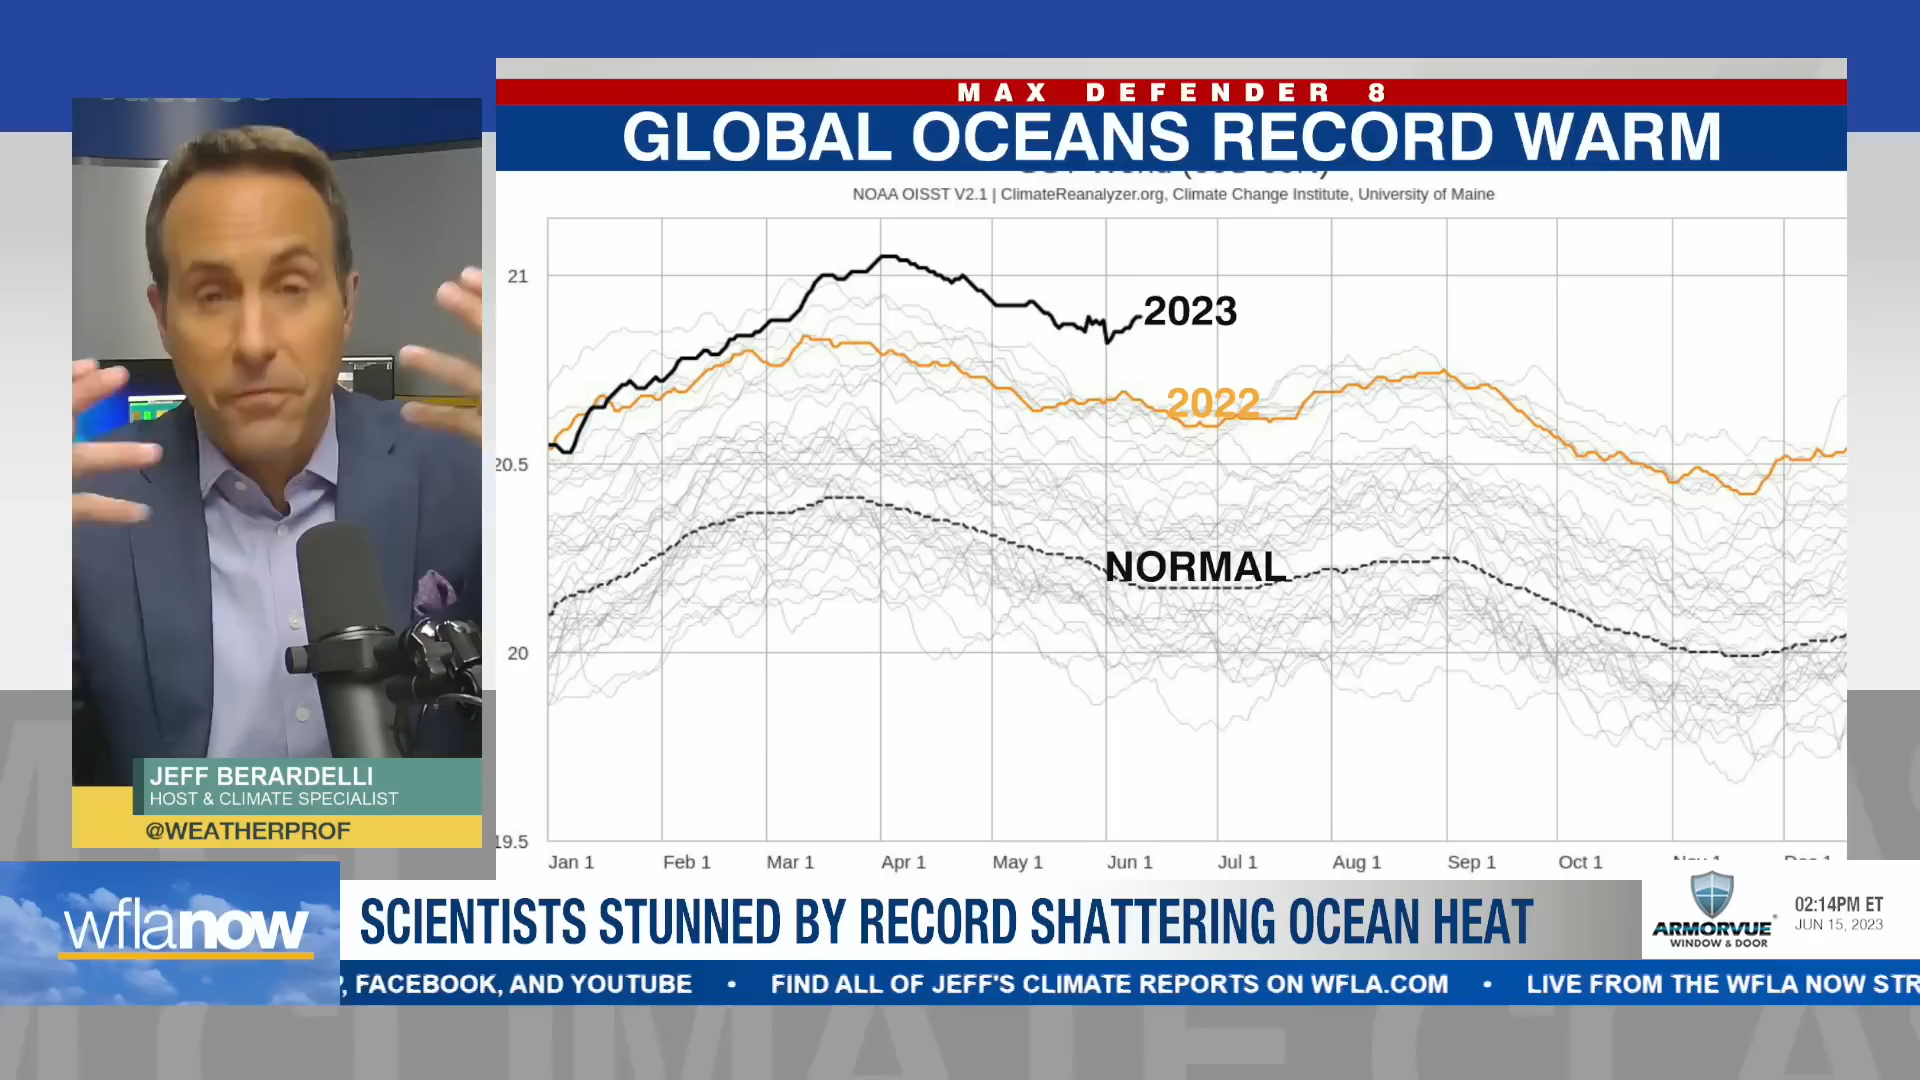 MAX DEFENDER 8
GLOBAL OCEANS RECORD WARM
NOAA OISST V2.1 | ClimateReanalyzer.org, Climate Change Institute, University of Maine
21
2023
2022
20.5
NORMAL
20
19.5
Jan 1 Feb 1 Mar 1 Apr 1 May 1 Jun 1 Jul 1 Aug 1 Sep 1 Oct 1
JEFF BERARDELLI
HOST & CLIMATE SPECIALIST
@WEATHERPROF
wflanow
SCIENTISTS STUNNED BY RECORD SHATTERING OCEAN HEAT
ARMORVUE
WINDOW & DOOR
02:14PM ET
JUN 15, 2023
, FACEBOOK, AND YOUTUBE • FIND ALL OF JEFF'S CLIMATE REPORTS ON WFLA.COM • LIVE FROM THE WFLA NOW STR